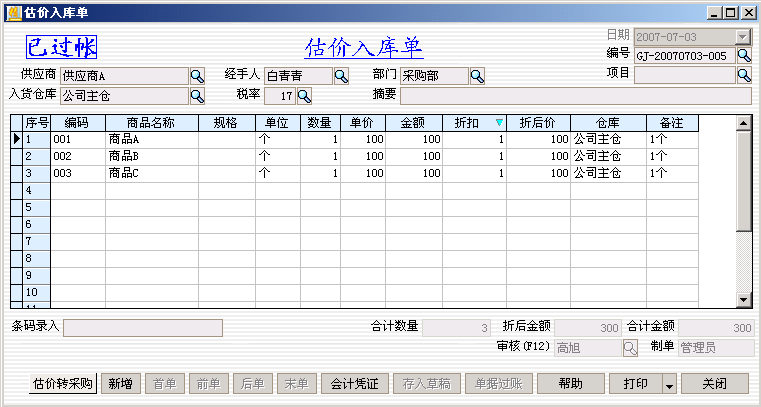 估价入库单
已过帐 估价入库单 日期 2007-07-03
编号 GJ-20070703-005
供应商 供应商A 经手人 白青青 部门 采购部 项目
入货仓库 公司主仓 税率 17 摘要
序号 编码 商品名称 规格 单位 数量 单价 金额 折扣 折后价 仓库 备注
1 001 商品A 个 1 100 100 1 100 公司主仓 1个
2 002 商品B 个 1 100 100 1 100 公司主仓 1个
3 003 商品C 个 1 100 100 1 100 公司主仓 1个
4
5
6
7
8
9
10
11
条码录入 合计数量 3 折后金额 300 合计金额 300
审核(F12) 高旭 制单 管理员
估价转采购 新增 首单 前单 后单 末单 会计凭证 存入草稿 单据过账 帮助 打印 关闭